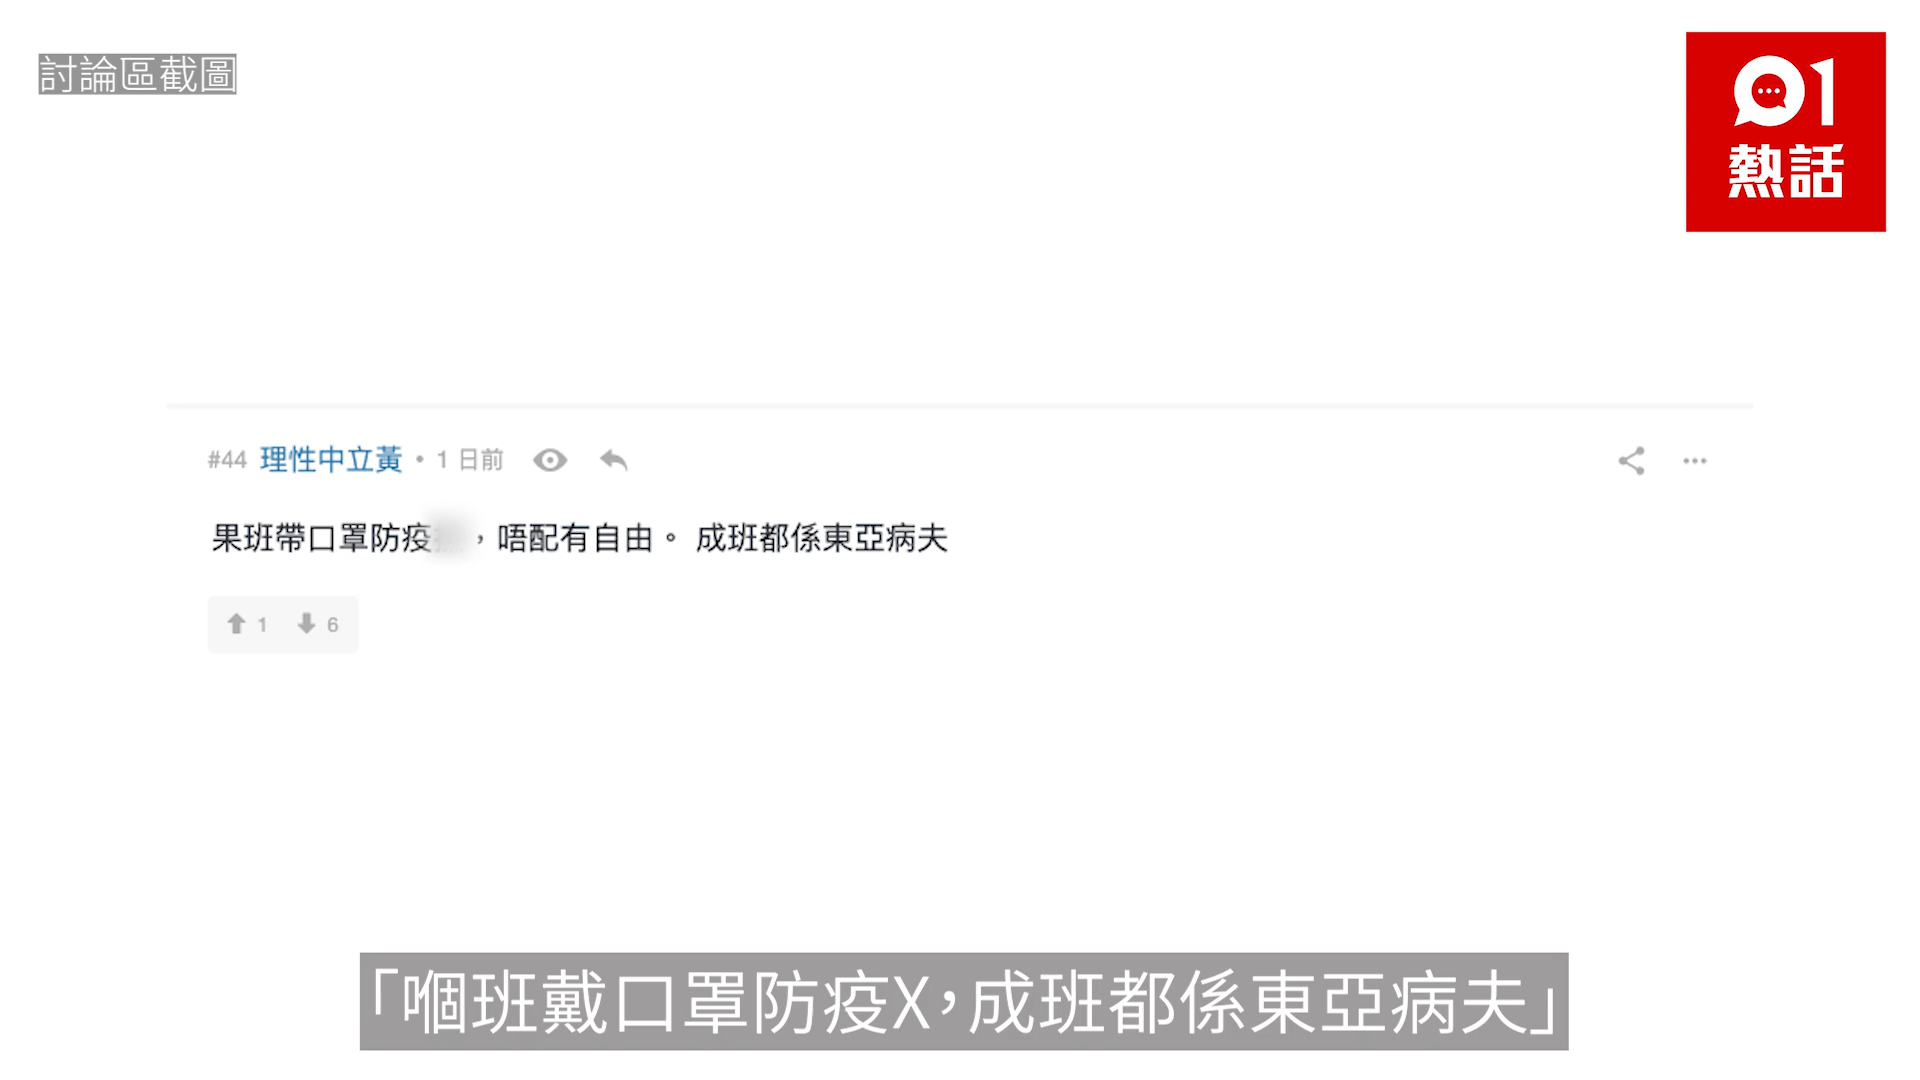 討論區截圖
01
熱話
#44 理性中立黃 • 1 日前
果班帶口罩防疫，唔配有自由。 成班都係東亞病夫
1 6
「嗰班戴口罩防疫X，成班都係東亞病夫」